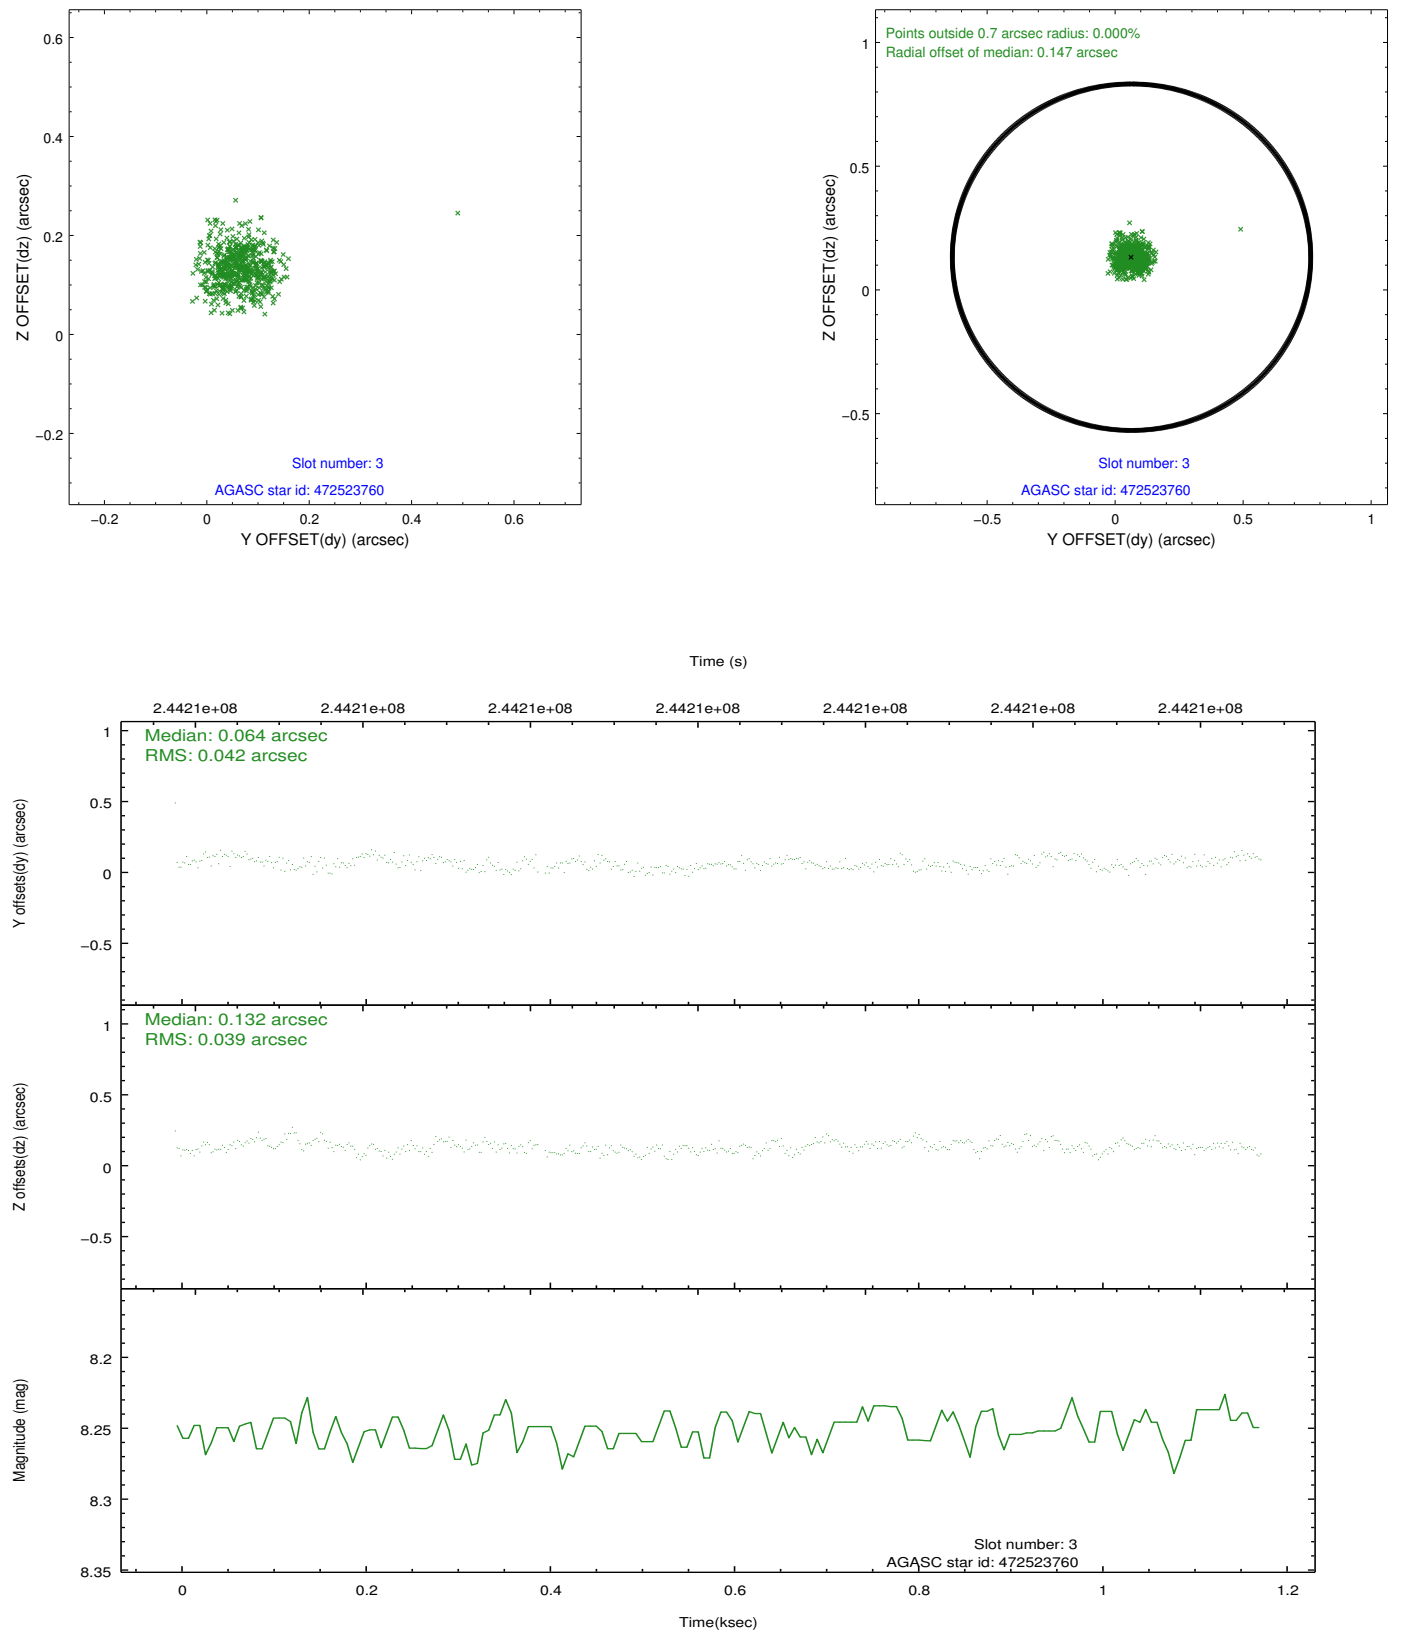 0.6
0.4
0.2
0
−0.2
Z OFFSET(dz) (arcsec)
Slot number: 3
AGASC star id: 472523760
−0.2
0
0.2
0.4
0.6
Y OFFSET(dy) (arcsec)
Points outside 0.7 arcsec radius: 0.000%
Radial offset of median: 0.147 arcsec
1
0.5
0
−0.5
Z OFFSET(dz) (arcsec)
Slot number: 3
AGASC star id: 472523760
−0.5
0
0.5
1
Y OFFSET(dy) (arcsec)
Time (s)
2.4421e+08 2.4421e+08 2.4421e+08 2.4421e+08 2.4421e+08 2.4421e+08 2.4421e+08
Median: 0.064 arcsec
RMS: 0.042 arcsec
1
0.5
0
−0.5
Y offsets(dy) (arcsec)
Median: 0.132 arcsec
RMS: 0.039 arcsec
1
0.5
0
−0.5
Z offsets(dz) (arcsec)
8.2
8.25
8.3
8.35
Magnitude (mag)
Slot number: 3
AGASC star id: 472523760
0 0.2 0.4 0.6 0.8 1 1.2
Time(ksec)